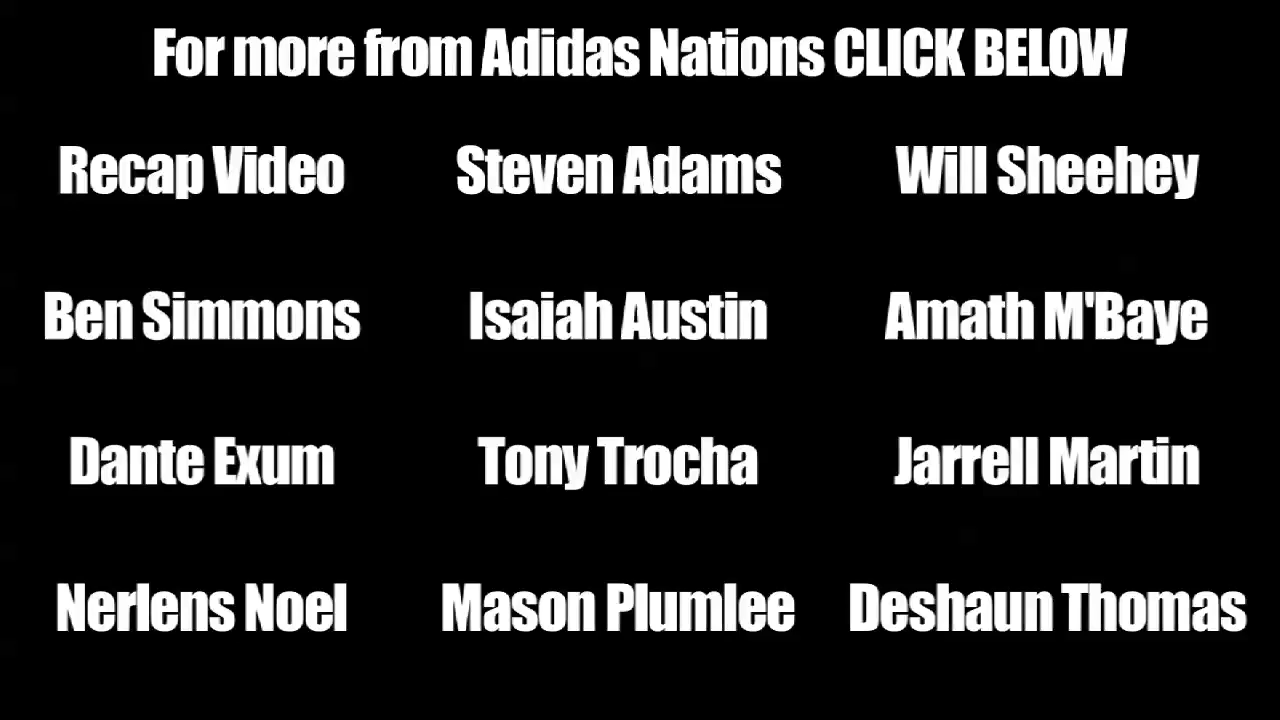 For more from Adidas Nations CLICK BELOW
Recap Video Steven Adams Will Sheehey
Ben Simmons Isaiah Austin Amath M'Baye
Dante Exum Tony Trocha Jarrell Martin
Nerlens Noel Mason Plumlee Deshaun Thomas